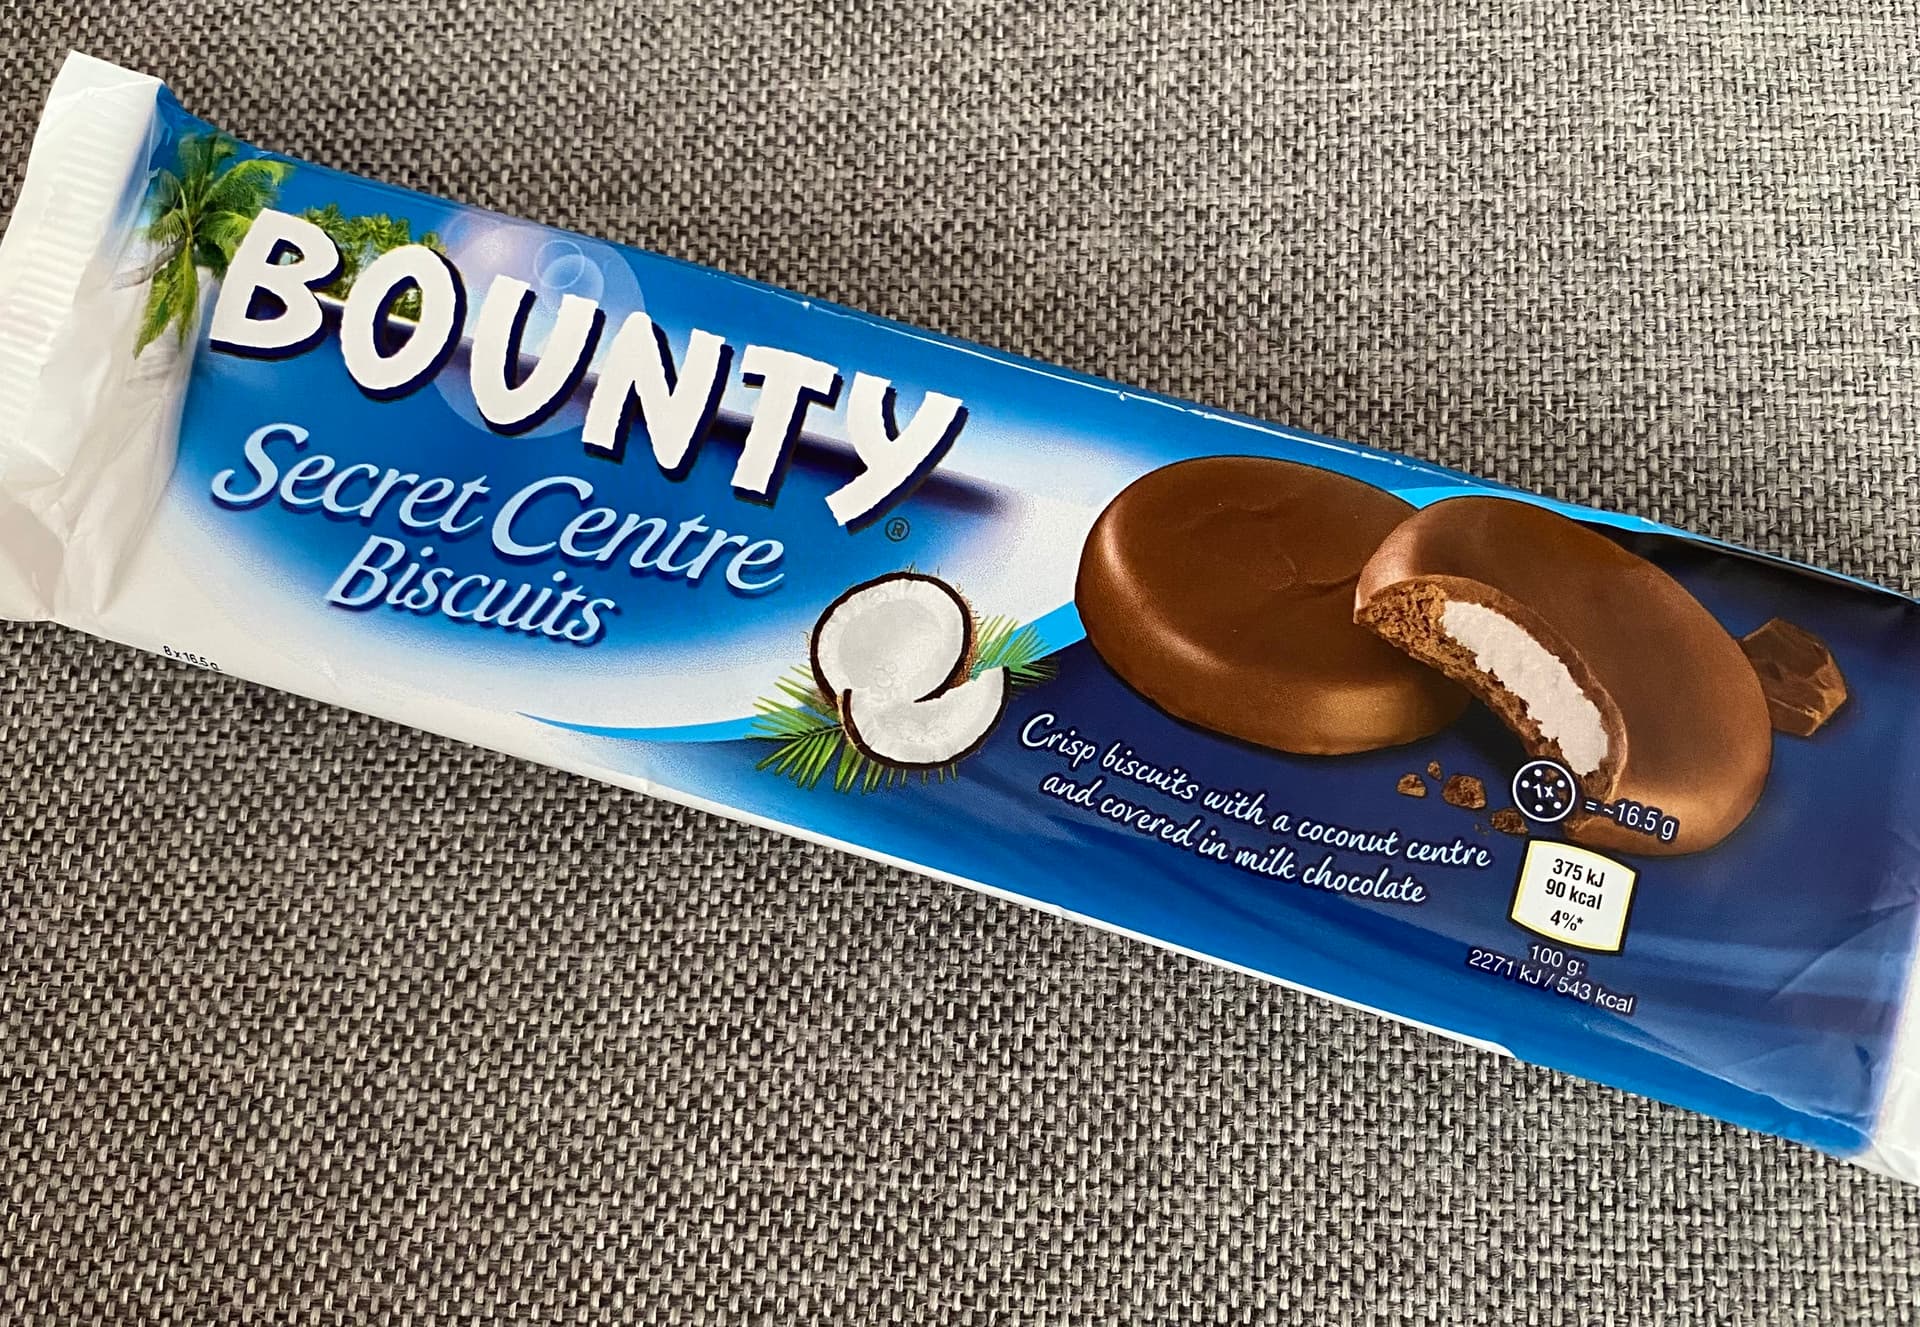 BOUNTY
®
Secret Centre
Biscuits
8 x 16.5 g
Crisp biscuits with a coconut centre
and covered in milk chocolate
1x = ~16.5 g
375 kJ
90 kcal
4%*
100 g:
2271 kJ / 543 kcal